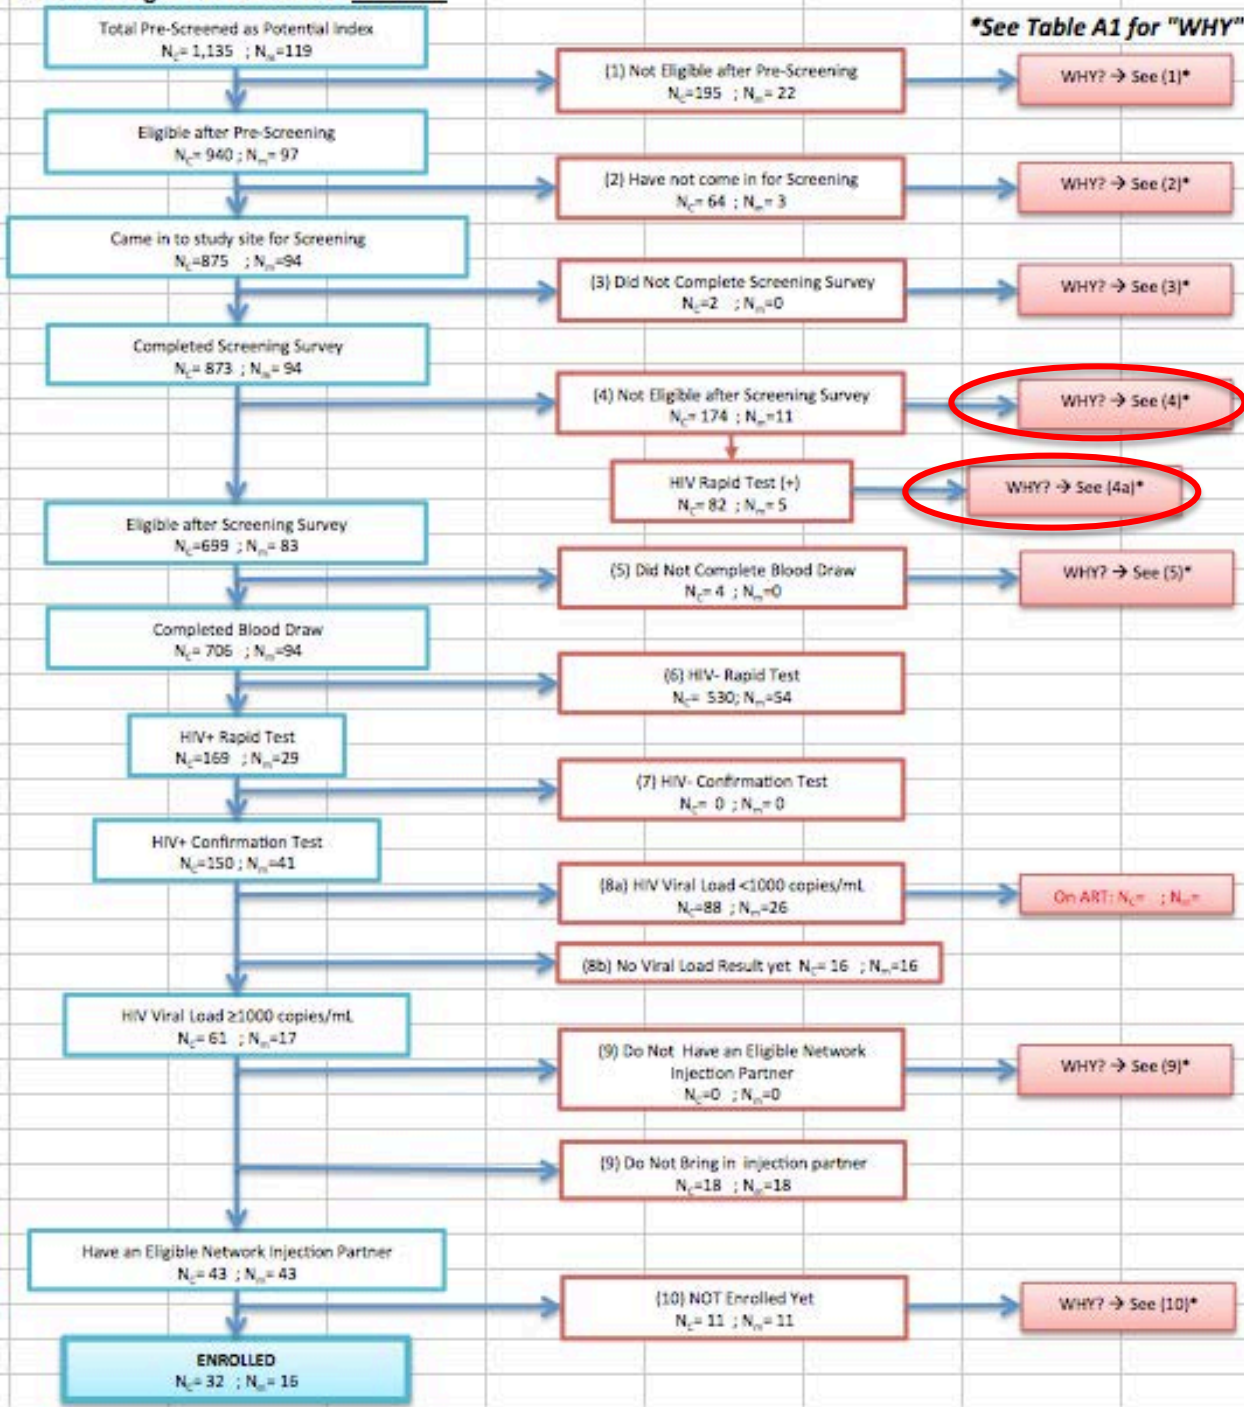 *See Table A1 for "WHY"
Total Pre-Screened as Potential Index
Nc= 1,135 ; Nm=119
(1) Not Eligible after Pre-Screening
Nc=195 ; Nm= 22
WHY? → See (1)*
Eligible after Pre-Screening
Nc= 940 ; Nm= 97
(2) Have not come in for Screening
Nc= 64 ; Nm= 3
WHY? → See (2)*
Came in to study site for Screening
Nc=875 ; Nm=94
(3) Did Not Complete Screening Survey
Nc=2 ; Nm=0
WHY? → See (3)*
Completed Screening Survey
Nc= 873 ; Nm= 94
(4) Not Eligible after Screening Survey
Nc= 174 ; Nm=11
WHY? → See (4)*
HIV Rapid Test (+)
Nc= 82 ; Nm= 5
WHY? → See (4a)*
Eligible after Screening Survey
Nc=699 ; Nm= 83
(5) Did Not Complete Blood Draw
Nc= 4 ; Nm=0
WHY? → See (5)*
Completed Blood Draw
Nc= 706 ; Nm=94
(6) HIV- Rapid Test
Nc= 530; Nm=54
HIV+ Rapid Test
Nc=169 ; Nm=29
(7) HIV- Confirmation Test
Nc= 0 ; Nm= 0
HIV+ Confirmation Test
Nc=150 ; Nm=41
(8a) HIV Viral Load <1000 copies/mL
Nc=88 ; Nm=26
On ART: Nc= ; Nm=
(8b) No Viral Load Result yet Nc= 16 ; Nm=16
HIV Viral Load ≥1000 copies/mL
Nc= 61 ; Nm=17
(9) Do Not Have an Eligible Network
Injection Partner
Nc=0 ; Nm=0
WHY? → See (9)*
(9) Do Not Bring in injection partner
Nc=18 ; Nm=18
Have an Eligible Network Injection Partner
Nc= 43 ; Nm= 43
(10) NOT Enrolled Yet
Nc= 11 ; Nm= 11
WHY? → See (10)*
ENROLLED
Nc= 32 ; Nm= 16